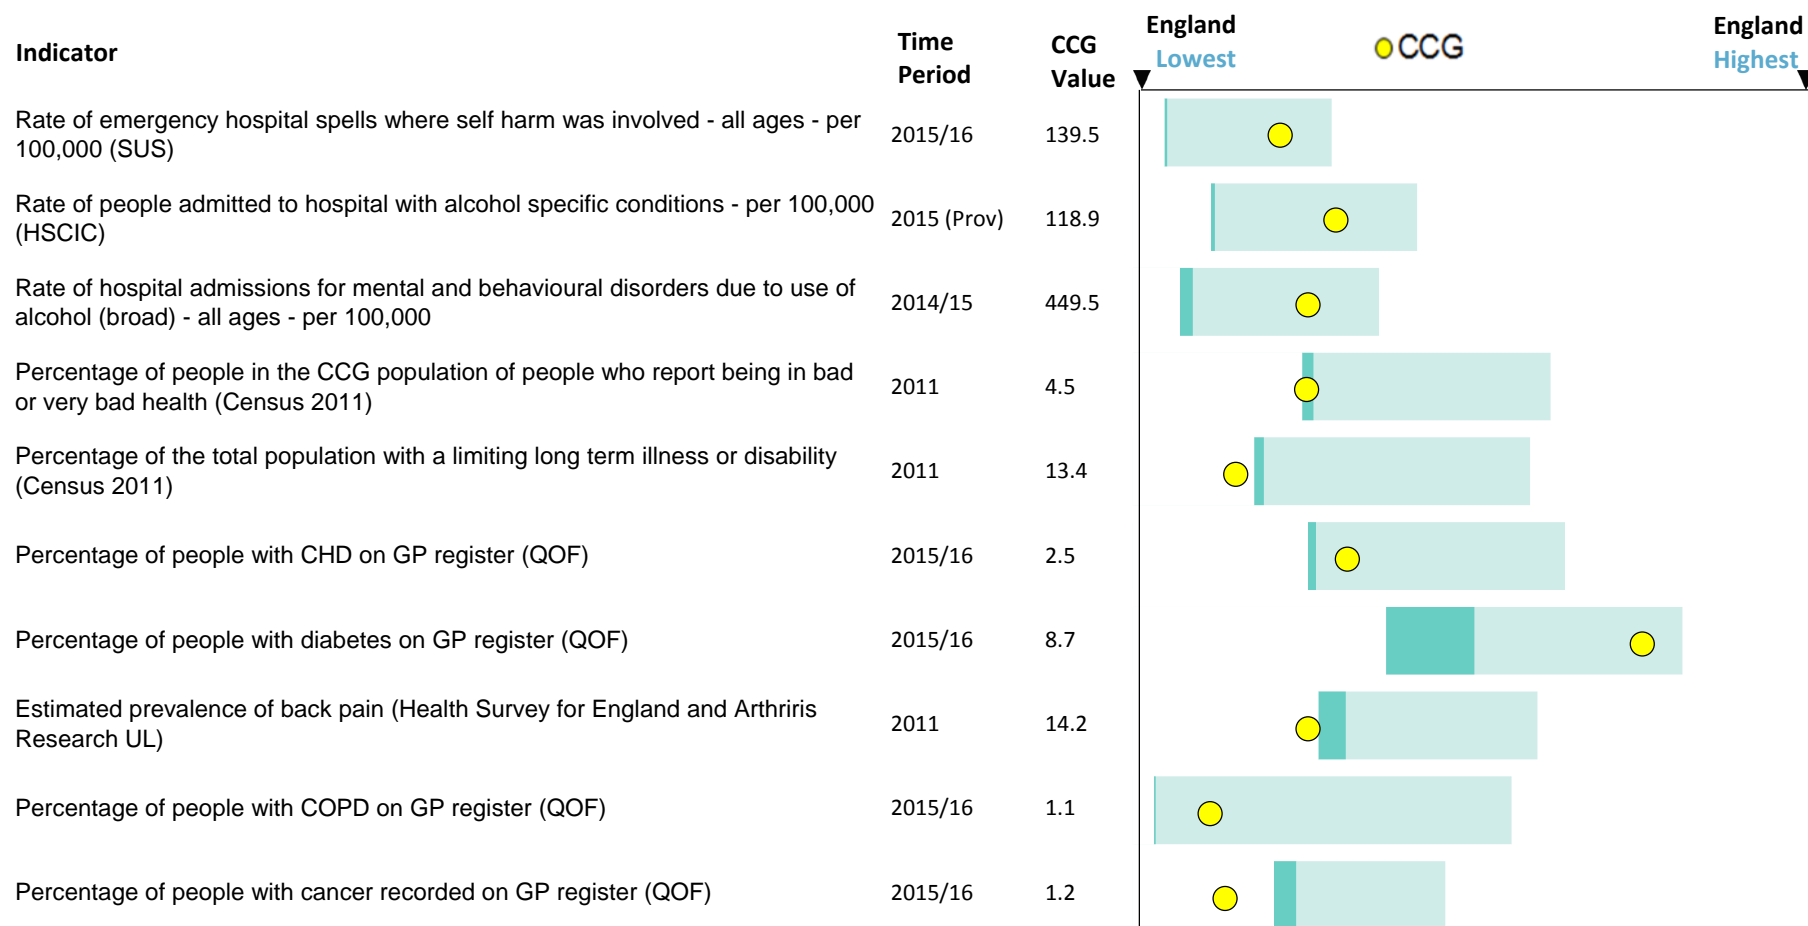 Indicator
Time
Period
CCG
Value
England
Lowest
CCG
England
Highest
Rate of emergency hospital spells where self harm was involved - all ages - per
100,000 (SUS)
2015/16
139.5
Rate of people admitted to hospital with alcohol specific conditions - per 100,000
(HSCIC)
2015 (Prov)
118.9
Rate of hospital admissions for mental and behavioural disorders due to use of
alcohol (broad) - all ages - per 100,000
2014/15
449.5
Percentage of people in the CCG population of people who report being in bad
or very bad health (Census 2011)
2011
4.5
Percentage of the total population with a limiting long term illness or disability
(Census 2011)
2011
13.4
Percentage of people with CHD on GP register (QOF)
2015/16
2.5
Percentage of people with diabetes on GP register (QOF)
2015/16
8.7
Estimated prevalence of back pain (Health Survey for England and Arthriris
Research UL)
2011
14.2
Percentage of people with COPD on GP register (QOF)
2015/16
1.1
Percentage of people with cancer recorded on GP register (QOF)
2015/16
1.2